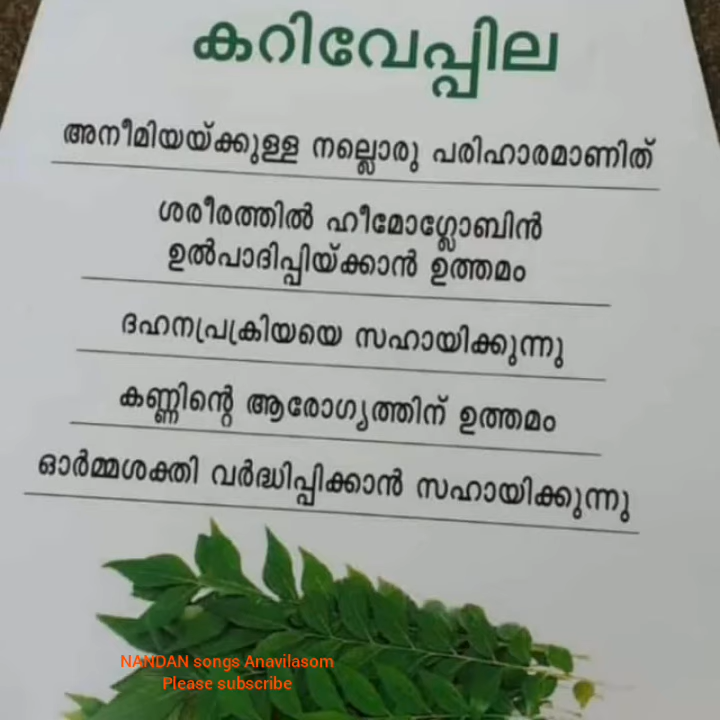 കറിവേപ്പില
അനീമിയയ്ക്കുള്ള നല്ലൊരു പരിഹാരമാണിത്
ശരീരത്തിൽ ഹീമോഗ്ലോബിൻ
ഉൽപാദിപ്പിയ്ക്കാൻ ഉത്തമം
ദഹനപ്രക്രിയയെ സഹായിക്കുന്നു
കണ്ണിന്റെ ആരോഗ്യത്തിന് ഉത്തമം
ഓർമ്മശക്തി വർദ്ധിപ്പിക്കാൻ സഹായിക്കുന്നു
NANDAN songs Anavilasom
Please subscribe